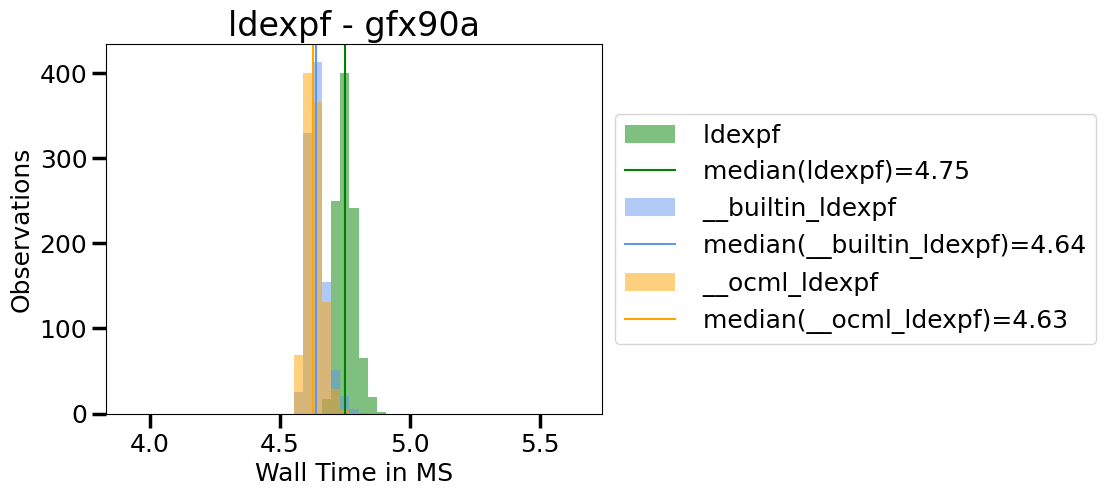 ldexpf - gfx90a
400
300
200
100
0
Observations
4.0 4.5 5.0 5.5
Wall Time in MS
ldexpf
median(ldexpf)=4.75
__builtin_ldexpf
median(__builtin_ldexpf)=4.64
__ocml_ldexpf
median(__ocml_ldexpf)=4.63